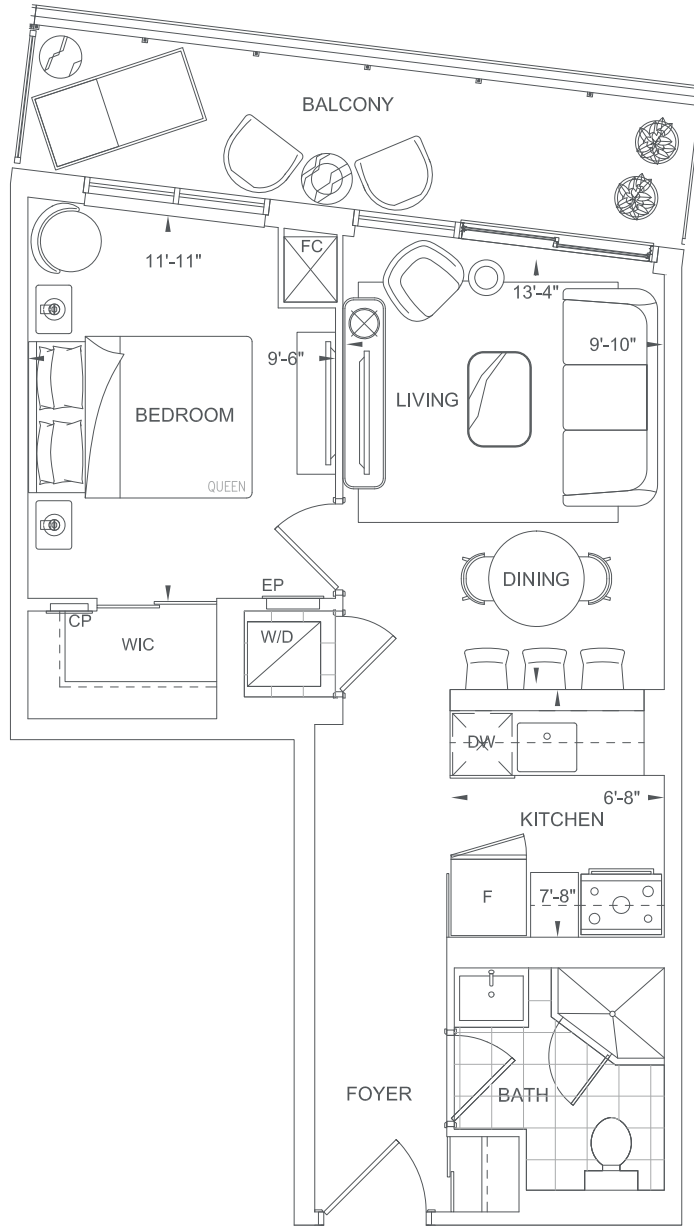 BALCONY
FC
11'-11"
13'-4"
9'-6"
9'-10"
LIVING
BEDROOM
QUEEN
DINING
EP
CP
W/D
WIC
DW
6'-8"
KITCHEN
F
7'-8"
FOYER
BATH